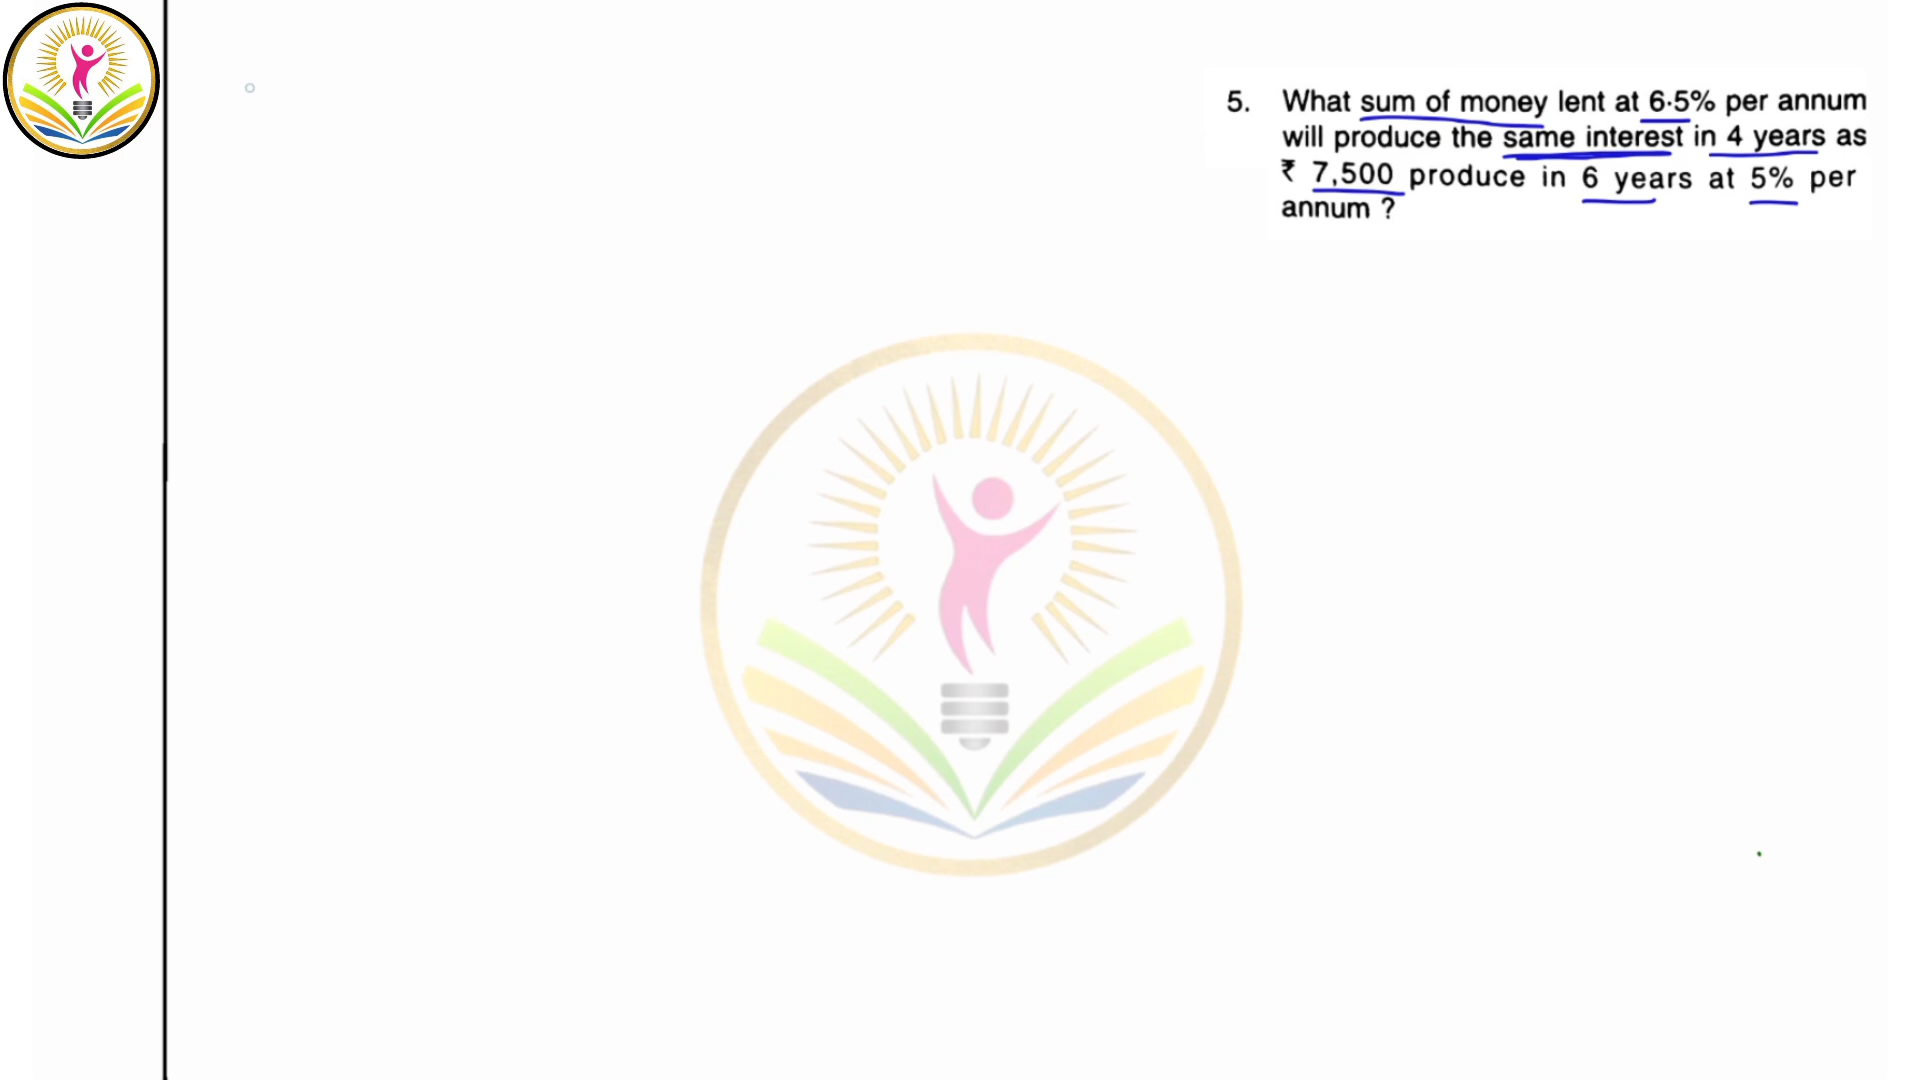 5. What sum of money lent at 6·5% per annum
will produce the same interest in 4 years as
₹ 7,500 produce in 6 years at 5% per
annum ?